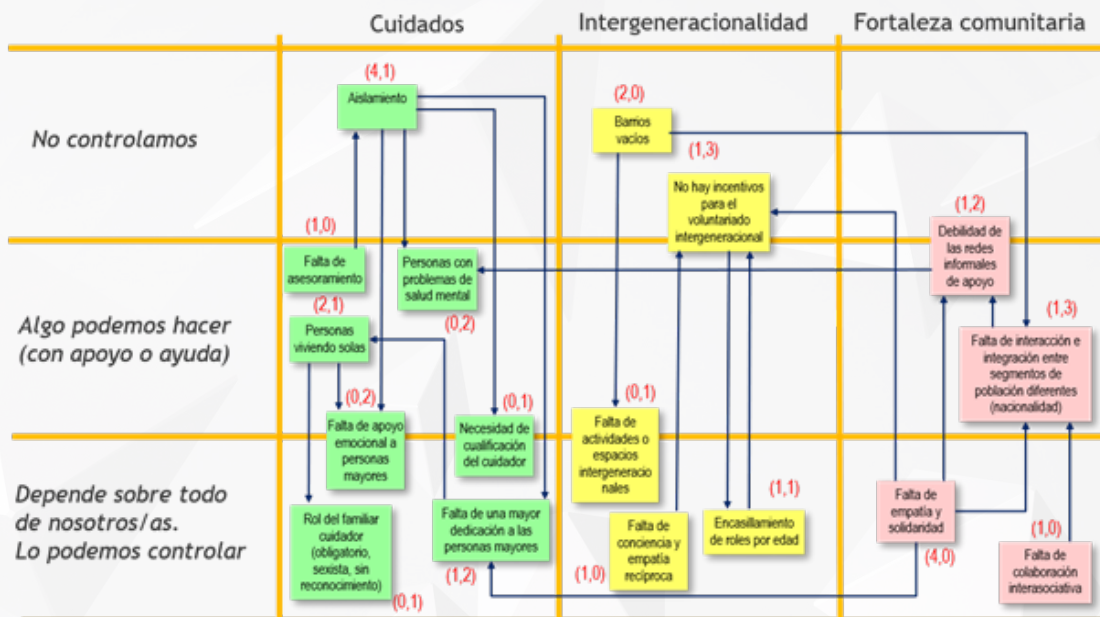 Cuidados
Intergeneracionalidad
Fortaleza comunitaria
No controlamos
(4,1)
Aislamiento
(2,0)
Barrios
vacíos
(1,3)
No hay incentivos
para el
voluntariado
intergeneracional
(1,2)
Debilidad de
las redes
informales
de apoyo
(1,0)
Falta de
asesoramiento
Personas con
problemas de
salud mental
(0,2)
Algo podemos hacer
(con apoyo o ayuda)
(2,1)
Personas
viviendo solas
(1,3)
Falta de interacción e
integración entre
segmentos de
población diferentes
(nacionalidad)
(0,2)
Falta de apoyo
emocional a
personas
mayores
(0,1)
Necesidad de
cualificación
del cuidador
(0,1)
Falta de
actividades o
espacios
intergeneracio
nales
Depende sobre todo
de nosotros/as.
Lo podemos controlar
Rol del familiar
cuidador
(obligatorio,
sexista, sin
reconocimiento)
(0,1)
Falta de una mayor
dedicación a las
personas mayores
(1,2)
Falta de
conciencia y
empatía
recíproca
(1,0)
(1,1)
Encasillamiento
de roles por edad
Falta de
empatía y
solidaridad
(4,0)
(1,0)
Falta de
colaboración
interasociativa